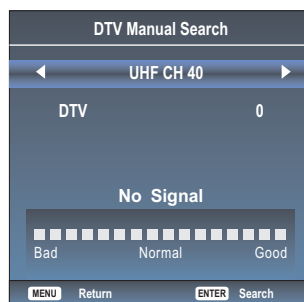 DTV Manual Search
UHF CH 40
DTV 0
No Signal
Bad Normal Good
MENU Return ENTER Search